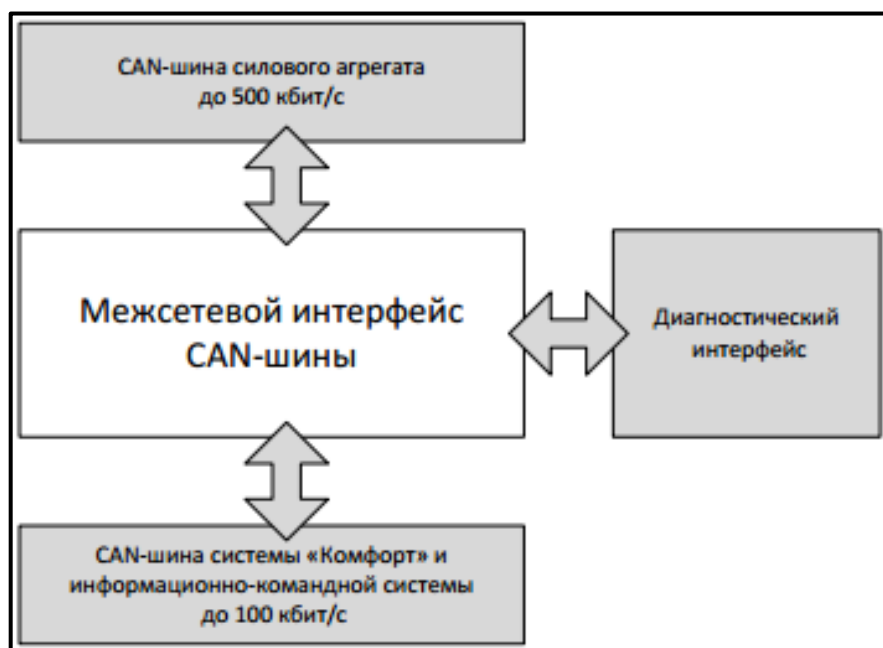 CAN-шина силового агрегата
до 500 кбит/с
Межсетевой интерфейс
CAN-шины
Диагностический
интерфейс
CAN-шина системы «Комфорт» и
информационно-командной системы
до 100 кбит/с